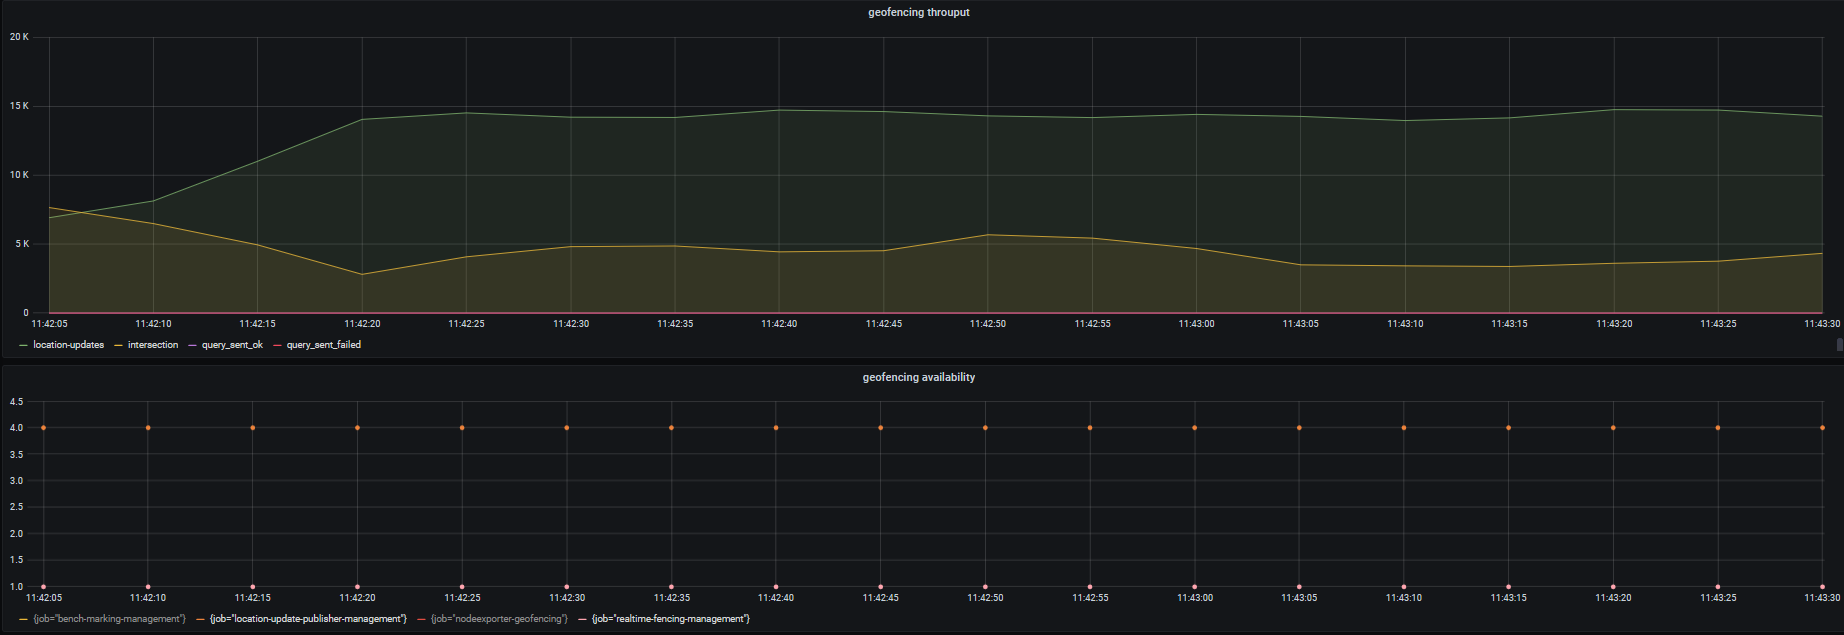 geofencing throuput
20 K
15 K
10 K
5 K
0
11:42:05 11:42:10 11:42:15 11:42:20 11:42:25 11:42:30 11:42:35 11:42:40 11:42:45 11:42:50 11:42:55 11:43:00 11:43:05 11:43:10 11:43:15 11:43:20 11:43:25 11:43:30
location-updates intersection query_sent_ok query_sent_failed
geofencing availability
4.5
4.0
3.5
3.0
2.5
2.0
1.5
1.0
11:42:05 11:42:10 11:42:15 11:42:20 11:42:25 11:42:30 11:42:35 11:42:40 11:42:45 11:42:50 11:42:55 11:43:00 11:43:05 11:43:10 11:43:15 11:43:20 11:43:25 11:43:30
{job="bench-marking-management"} {job="location-update-publisher-management"} {job="nodeexporter-geofencing"} {job="realtime-fencing-management"}